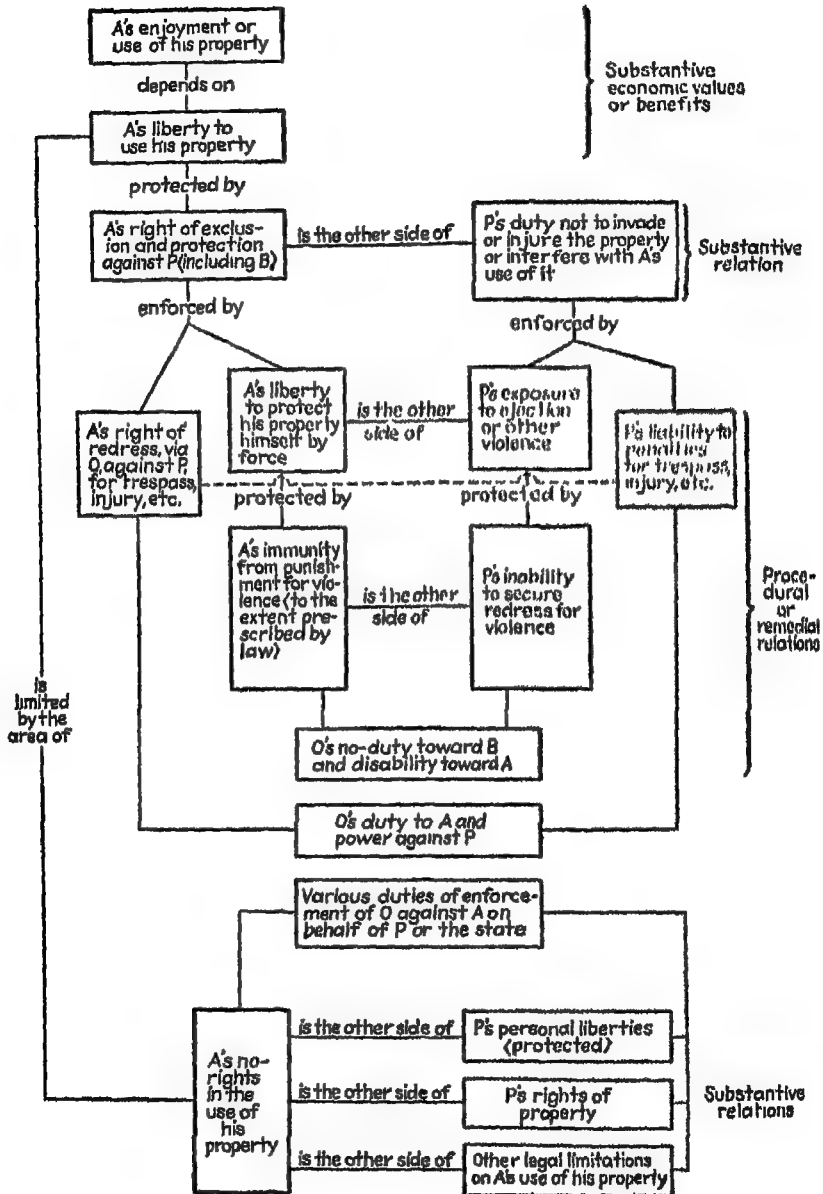 A's enjoyment or
use of his property
depends on
Substantive
economic values
or benefits
A's liberty to
use his property
protected by
A's right of exclus-
ion and protection
against P (including B)
is the other side of
P's duty not to invade
or injure the property
or interfere with A's
use of it
Substantive
relation
enforced by
enforced by
A's right of
redress, via
O, against P,
for trespass,
injury, etc.
A's liberty
to protect
his property
himself by
force
is the other
side of
P's exposure
to ejection
or other
violence
P's liability to
penalties
for trespass,
injury, etc.
protected by
protected by
A's immunity
from punish-
ment for vio-
lence (to the
extent pre-
scribed by
law)
is the other
side of
P's inability
to secure
redress for
violence
Proce-
dural
or
remedial
relations
is
limited
by the
area of
O's no-duty toward B
and disability toward A
O's duty to A and
power against P
Various duties of enforce-
ment of O against A on
behalf of P or the state
A's no-
rights
in the
use of
his
property
is the other side of
P's personal liberties
(protected)
is the other side of
P's rights of
property
Substantive
relations
is the other side of
Other legal limitations
on A's use of his property